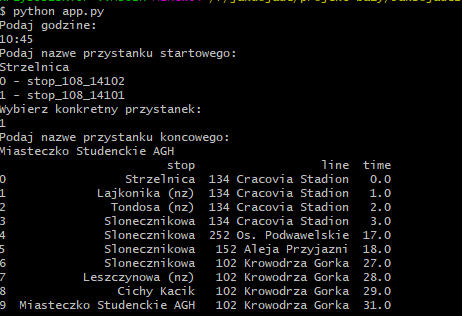 $ python app.py
Podaj godzine:
10:45
Podaj nazwe przystanku startowego:
Strzelnica
0 - stop_108_14102
1 - stop_108_14101
Wybierz konkretny przystanek:
1
Podaj nazwe przystanku koncowego:
Miasteczko Studenckie AGH
stop line time
0 Strzelnica 134 Cracovia Stadion 0.0
1 Lajkonika (nz) 134 Cracovia Stadion 1.0
2 Tondosa (nz) 134 Cracovia Stadion 2.0
3 Slonecznikowa 134 Cracovia Stadion 3.0
4 Slonecznikowa 252 Os. Podwawelskie 17.0
5 Slonecznikowa 152 Aleja Przyjazni 18.0
6 Slonecznikowa 102 Krowodrza Gorka 27.0
7 Leszczynowa (nz) 102 Krowodrza Gorka 28.0
8 Cichy Kacik 102 Krowodrza Gorka 29.0
9 Miasteczko Studenckie AGH 102 Krowodrza Gorka 31.0